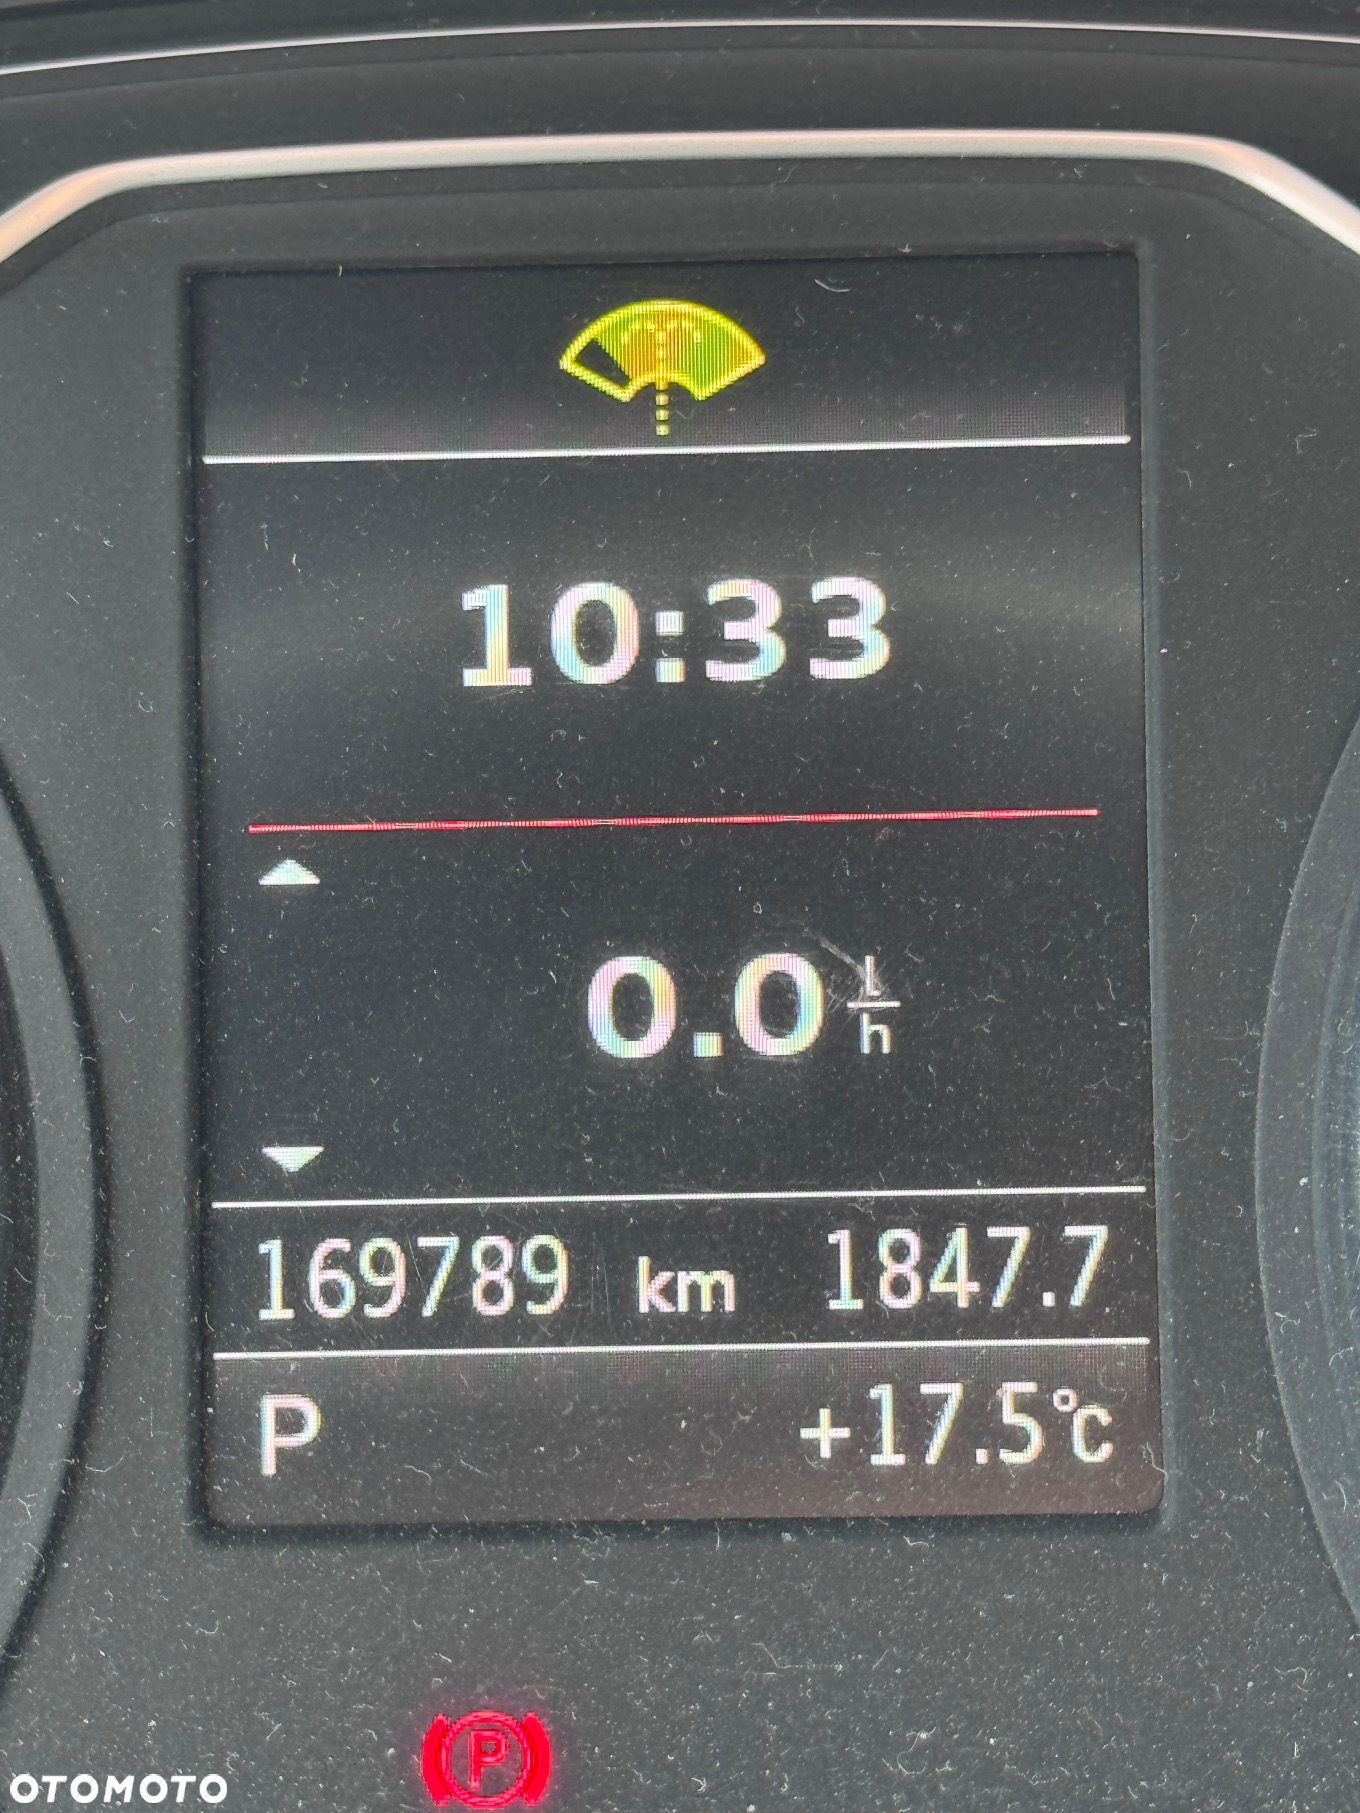 10:33
0.0 L/h
169789 km 1847.7
P +17.5°C
P
OTOMOTO